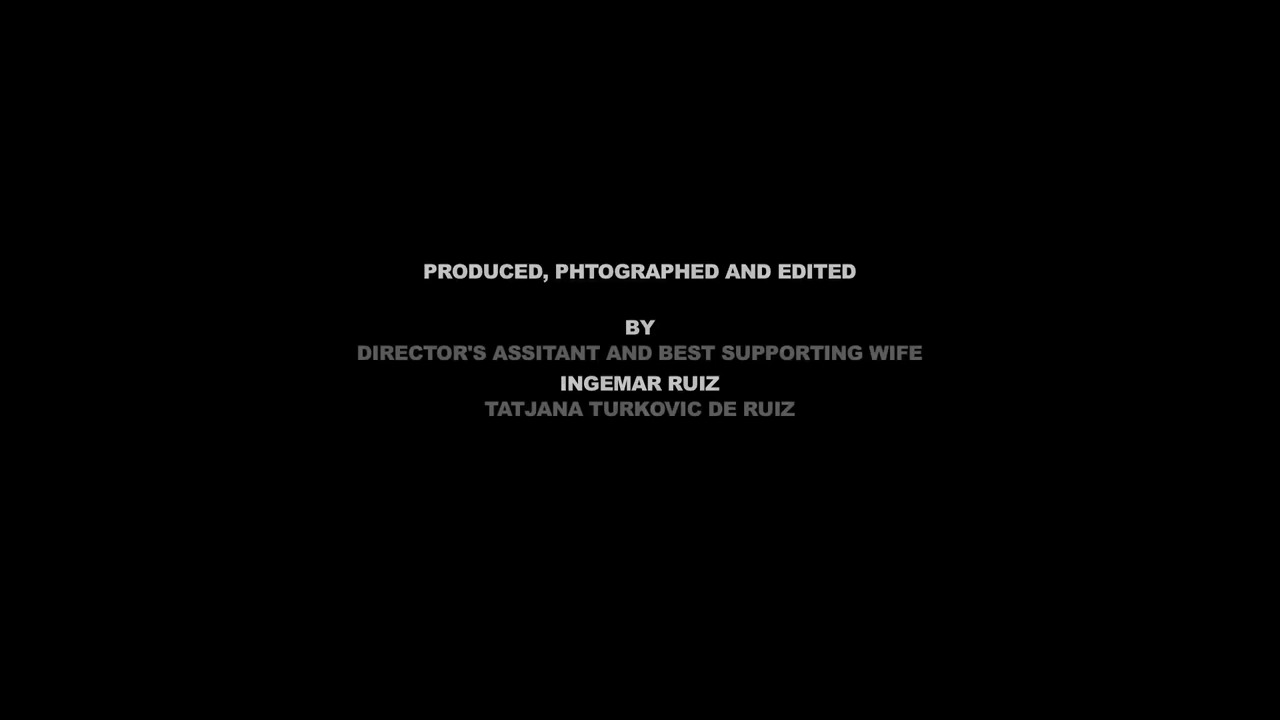 PRODUCED, PHTOGRAPHED AND EDITED
BY
DIRECTOR'S ASSITANT AND BEST SUPPORTING WIFE
INGEMAR RUIZ
TATJANA TURKOVIC DE RUIZ